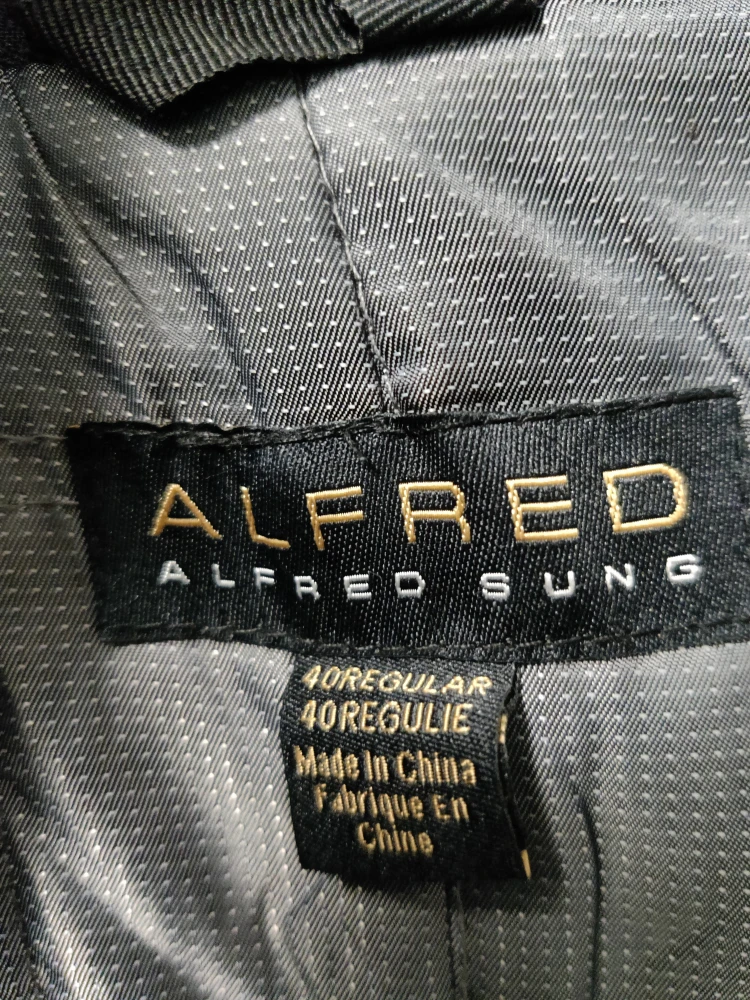 ALFRED
ALFRED SUNG
40REGULAR
40REGULIE
Made In China
Fabrique En
Chine